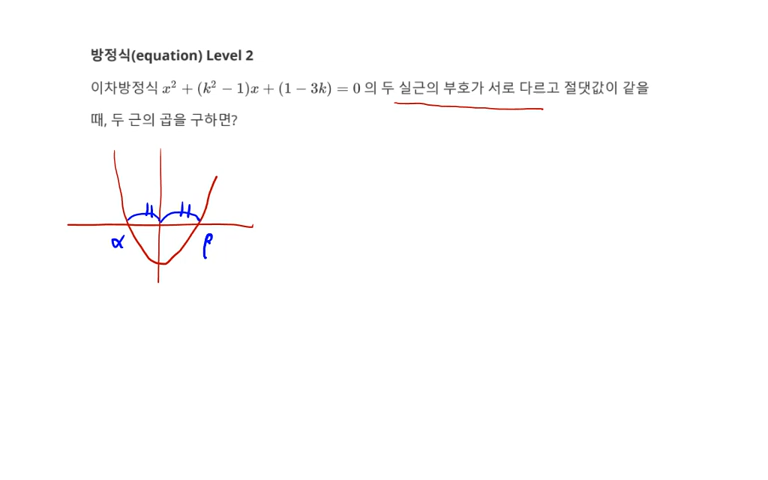 방정식(equation) Level 2
이차방정식 x² + (k² − 1)x + (1 − 3k) = 0 의 두 실근의 부호가 서로 다르고 절댓값이 같을
때, 두 근의 곱을 구하면?
α β